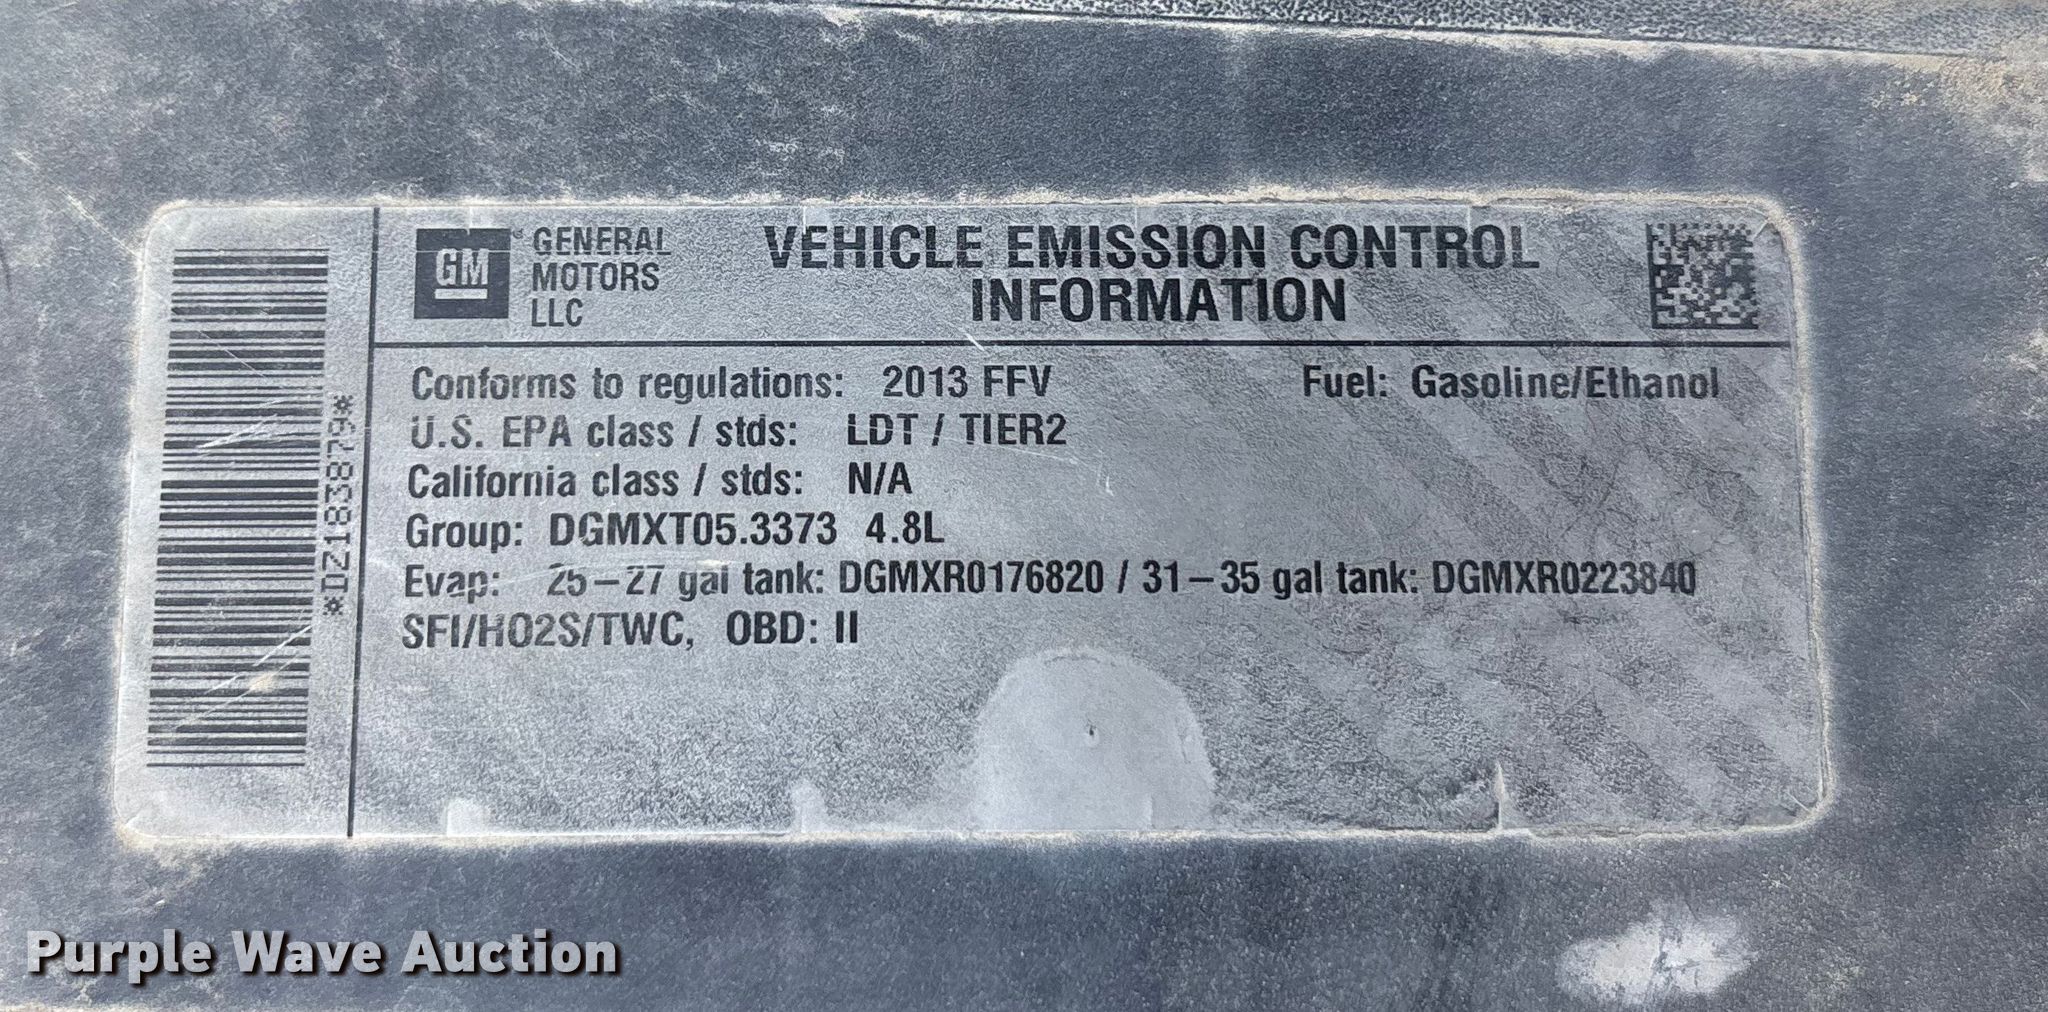 *DZ183879*
GM
GENERAL
MOTORS
LLC
VEHICLE EMISSION CONTROL
INFORMATION
Conforms to regulations: 2013 FFV Fuel: Gasoline/Ethanol
U.S. EPA class / stds: LDT / TIER2
California class / stds: N/A
Group: DGMXT05.3373 4.8L
Evap: 25–27 gal tank: DGMXR0176820 / 31–35 gal tank: DGMXR0223840
SFI/HO2S/TWC, OBD: II
Purple Wave Auction